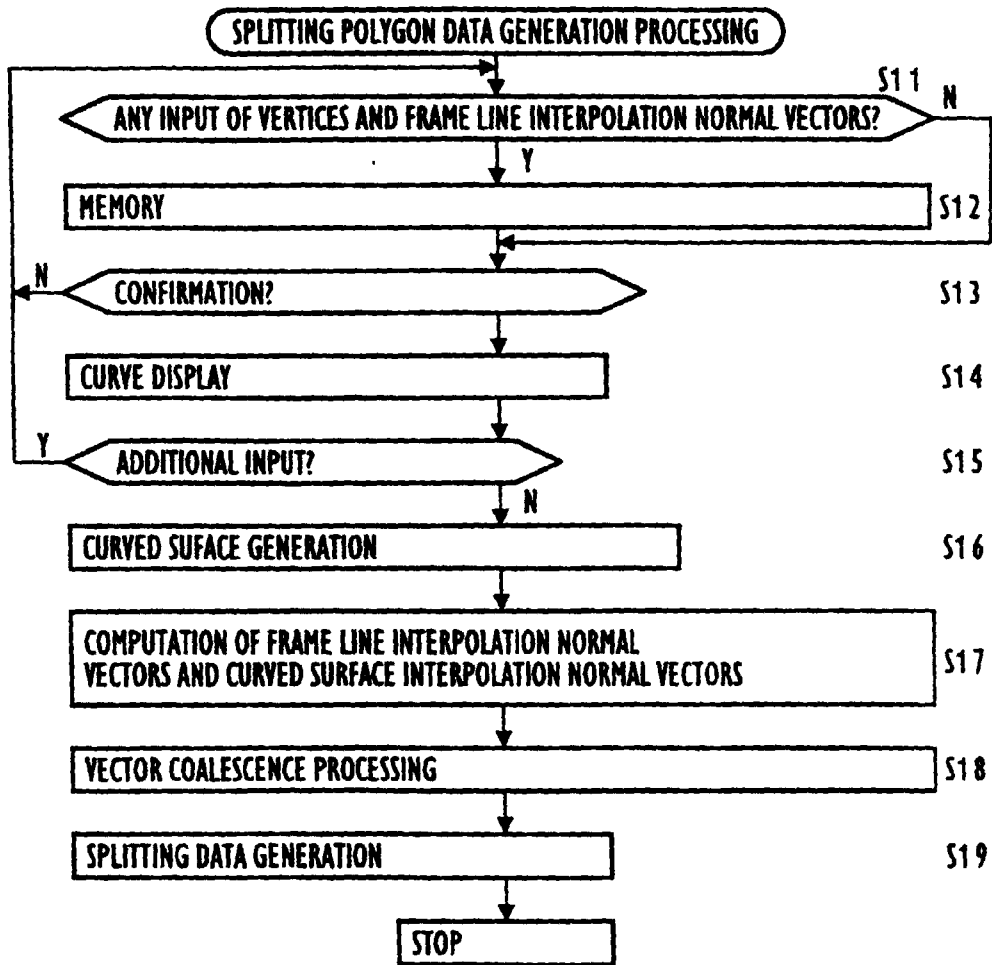 SPLITTING POLYGON DATA GENERATION PROCESSING
S11
ANY INPUT OF VERTICES AND FRAME LINE INTERPOLATION NORMAL VECTORS?
N
Y
MEMORY
S12
N
CONFIRMATION?
S13
CURVE DISPLAY
S14
Y
ADDITIONAL INPUT?
S15
N
CURVED SUFACE GENERATION
S16
COMPUTATION OF FRAME LINE INTERPOLATION NORMAL
VECTORS AND CURVED SURFACE INTERPOLATION NORMAL VECTORS
S17
VECTOR COALESCENCE PROCESSING
S18
SPLITTING DATA GENERATION
S19
STOP